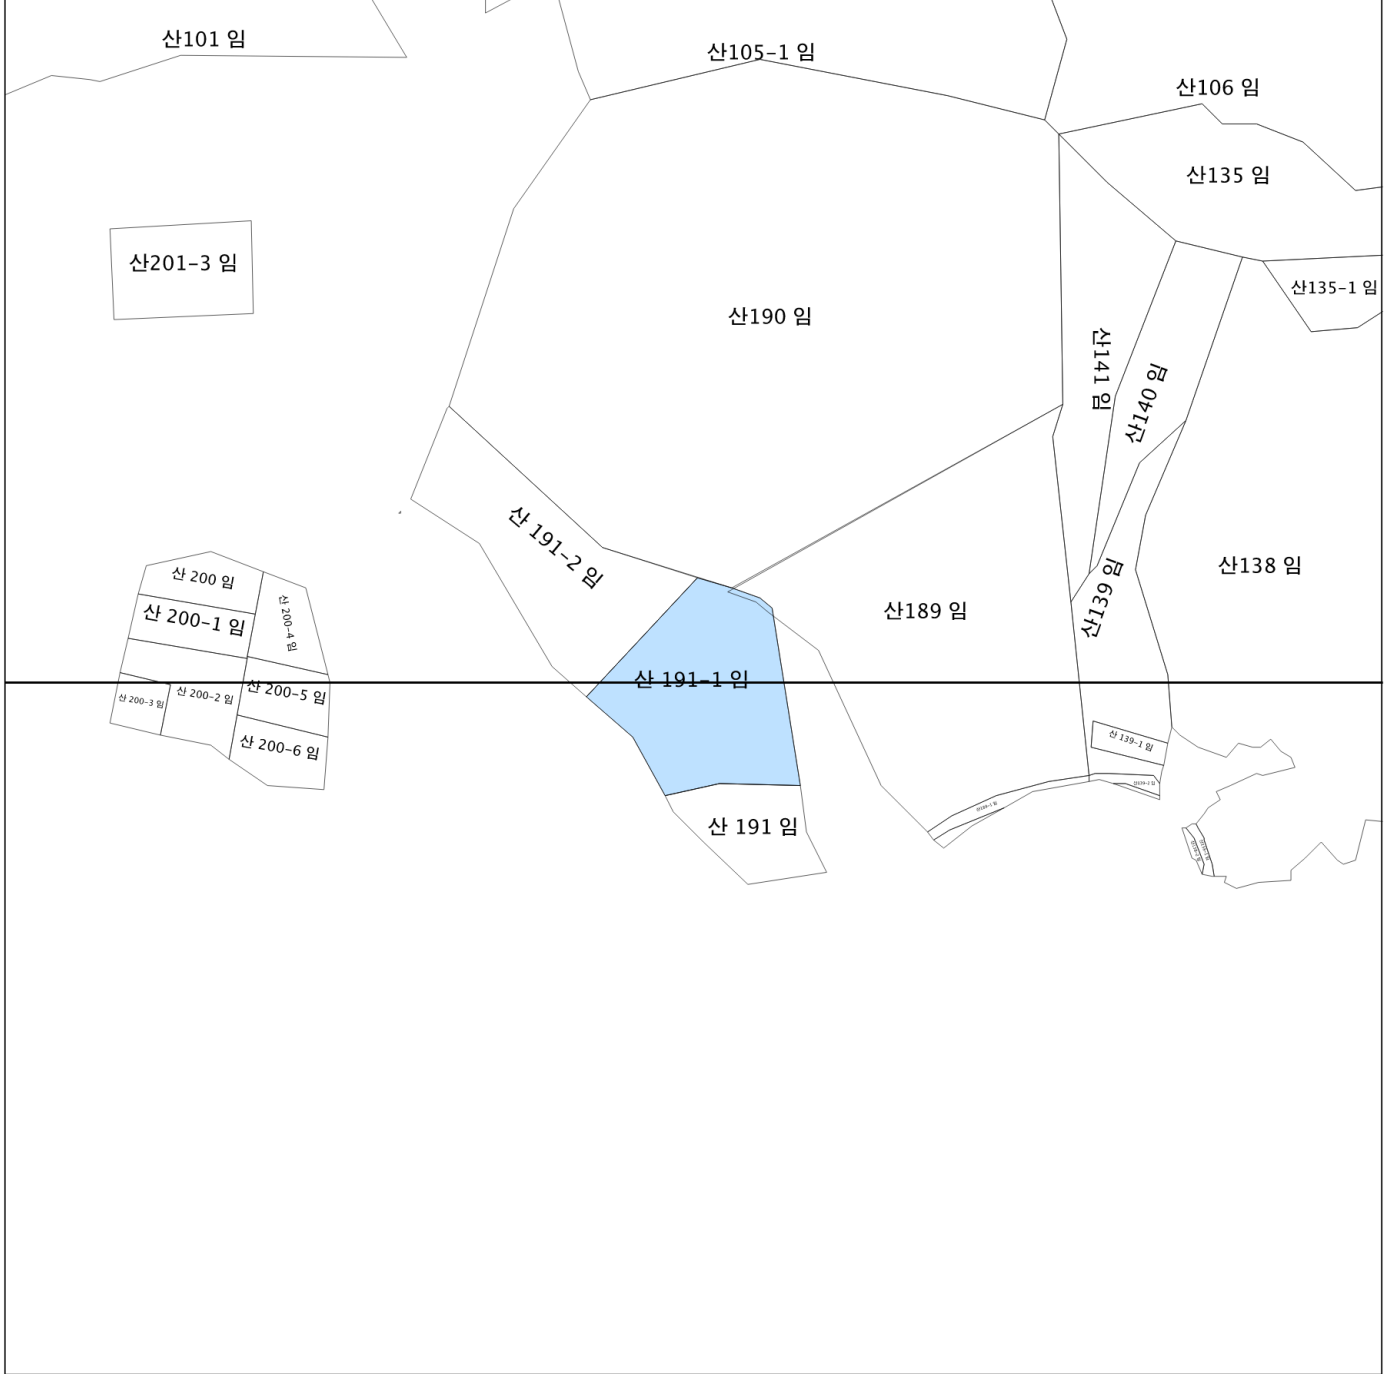 산101 임
산105-1 임
산106 임
산135 임
산201-3 임
산135-1 임
산190 임
산141 임
산140 임
산 191-2 임
산138 임
산 200 임
산 200-4 임
산 200-1 임
산139 임
산189 임
산 191-1 임
산 200-5 임
산 200-3 임
산 200-2 임
산 200-6 임
산 139-1 임
산 191 임